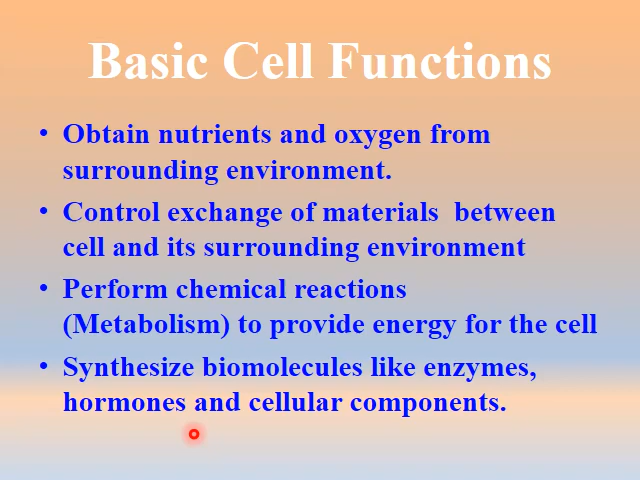 Basic Cell Functions
• Obtain nutrients and oxygen from
surrounding environment.
• Control exchange of materials  between
cell and its surrounding environment
• Perform chemical reactions
(Metabolism) to provide energy for the cell
• Synthesize biomolecules like enzymes,
hormones and cellular components.